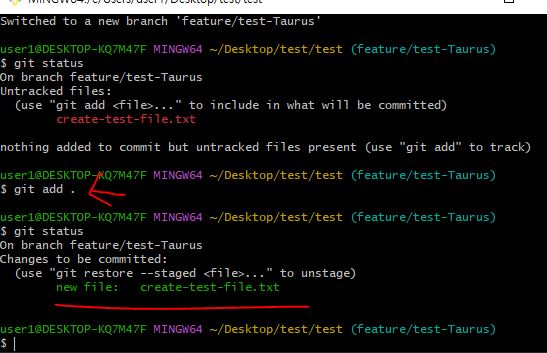 MINGW64:/c/Users/user1/Desktop/test/test
Switched to a new branch 'feature/test-Taurus'
user1@DESKTOP-KQ7M47F MINGW64 ~/Desktop/test/test (feature/test-Taurus)
$ git status
On branch feature/test-Taurus
Untracked files:
  (use "git add <file>..." to include in what will be committed)
        create-test-file.txt
nothing added to commit but untracked files present (use "git add" to track)
user1@DESKTOP-KQ7M47F MINGW64 ~/Desktop/test/test (feature/test-Taurus)
$ git add .
user1@DESKTOP-KQ7M47F MINGW64 ~/Desktop/test/test (feature/test-Taurus)
$ git status
On branch feature/test-Taurus
Changes to be committed:
  (use "git restore --staged <file>..." to unstage)
        new file:   create-test-file.txt
user1@DESKTOP-KQ7M47F MINGW64 ~/Desktop/test/test (feature/test-Taurus)
$